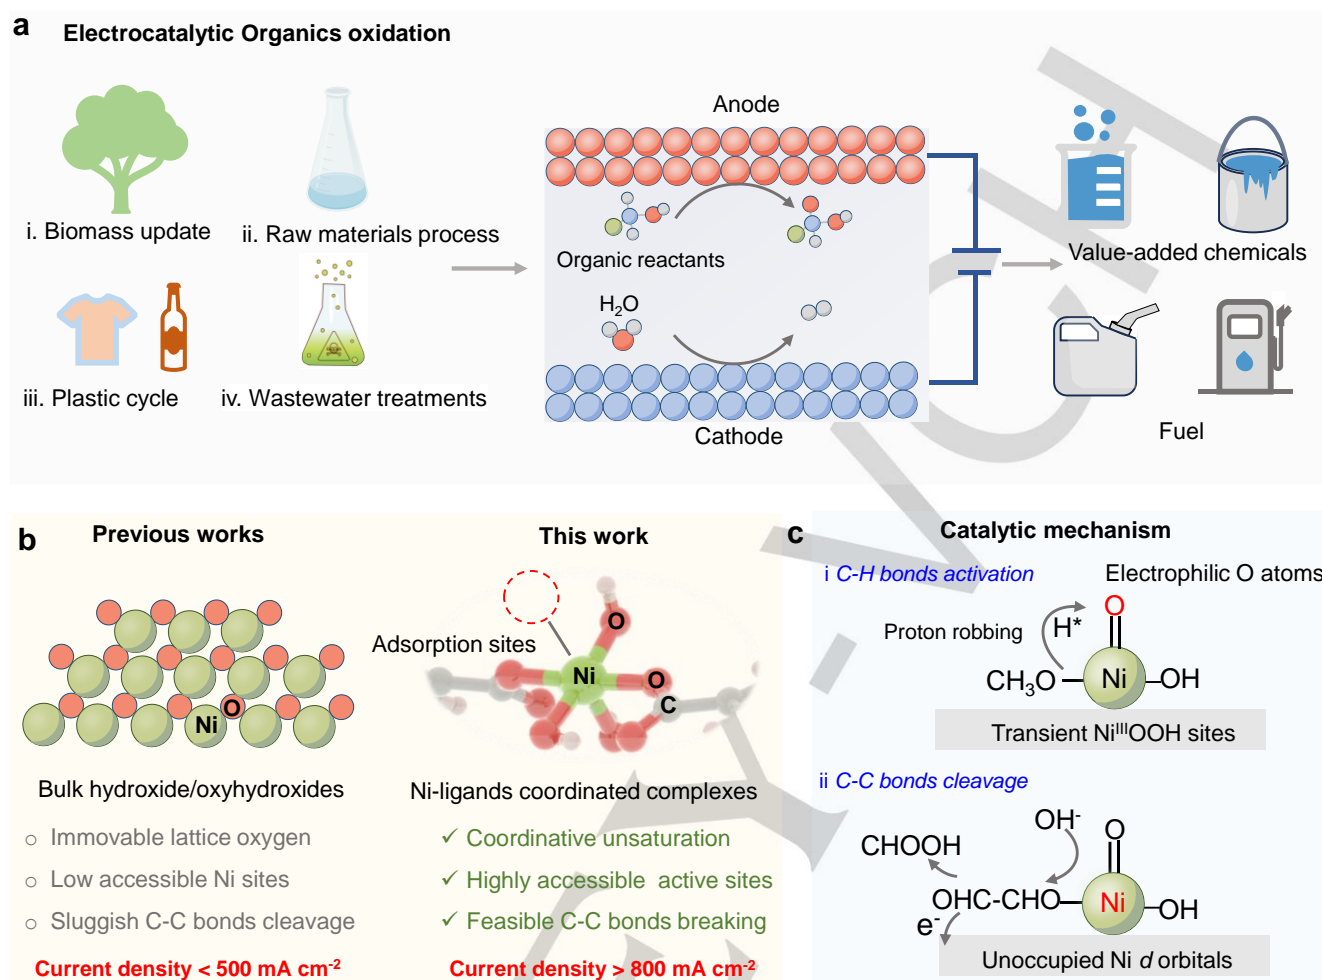 a
Electrocatalytic Organics oxidation
i. Biomass update
ii. Raw materials process
iii. Plastic cycle
iv. Wastewater treatments
Anode
Organic reactants
H₂O
Cathode
Value-added chemicals
Fuel
b
Previous works
O
Ni
Bulk hydroxide/oxyhydroxides
Immovable lattice oxygen
Low accessible Ni sites
Sluggish C-C bonds cleavage
Current density < 500 mA cm⁻²
This work
Adsorption sites
O
Ni
O
C
Ni-ligands coordinated complexes
✓ Coordinative unsaturation
✓ Highly accessible active sites
✓ Feasible C-C bonds breaking
Current density > 800 mA cm⁻²
c
Catalytic mechanism
i C-H bonds activation
Electrophilic O atoms
O
Proton robbing
H*
CH₃O
Ni
OH
Transient NiᴵᴵᴵOOH sites
ii C-C bonds cleavage
OH⁻
O
CHOOH
OHC-CHO
Ni
OH
e⁻
Unoccupied Ni d orbitals